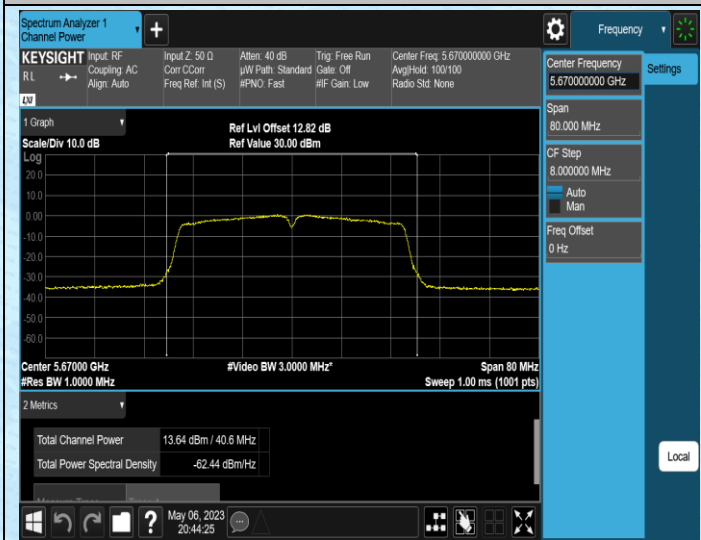 Spectrum Analyzer 1
Channel Power
Frequency
KEYSIGHT
R L
LXI
Input: RF
Coupling: AC
Align: Auto
Input Z: 50 Ω
Corr CCorr
Freq Ref: Int (S)
Atten: 40 dB
µW Path: Standard
#PNO: Fast
Trig: Free Run
Gate: Off
#IF Gain: Low
Center Freq: 5.670000000 GHz
Avg|Hold: 100/100
Radio Std: None
Center Frequency
5.670000000 GHz
Settings
Span
80.000 MHz
CF Step
8.000000 MHz
Auto
Man
Freq Offset
0 Hz
Local
1 Graph
Scale/Div 10.0 dB
Ref Lvl Offset 12.82 dB
Ref Value 30.00 dBm
Log
20.0
10.0
0.00
-10.0
-20.0
-30.0
-40.0
-50.0
-60.0
Center 5.67000 GHz
#Res BW 1.0000 MHz
#Video BW 3.0000 MHz*
Span 80 MHz
Sweep 1.00 ms (1001 pts)
2 Metrics
Total Channel Power 13.64 dBm / 40.6 MHz
Total Power Spectral Density -62.44 dBm/Hz
?
May 06, 2023
20:44:25